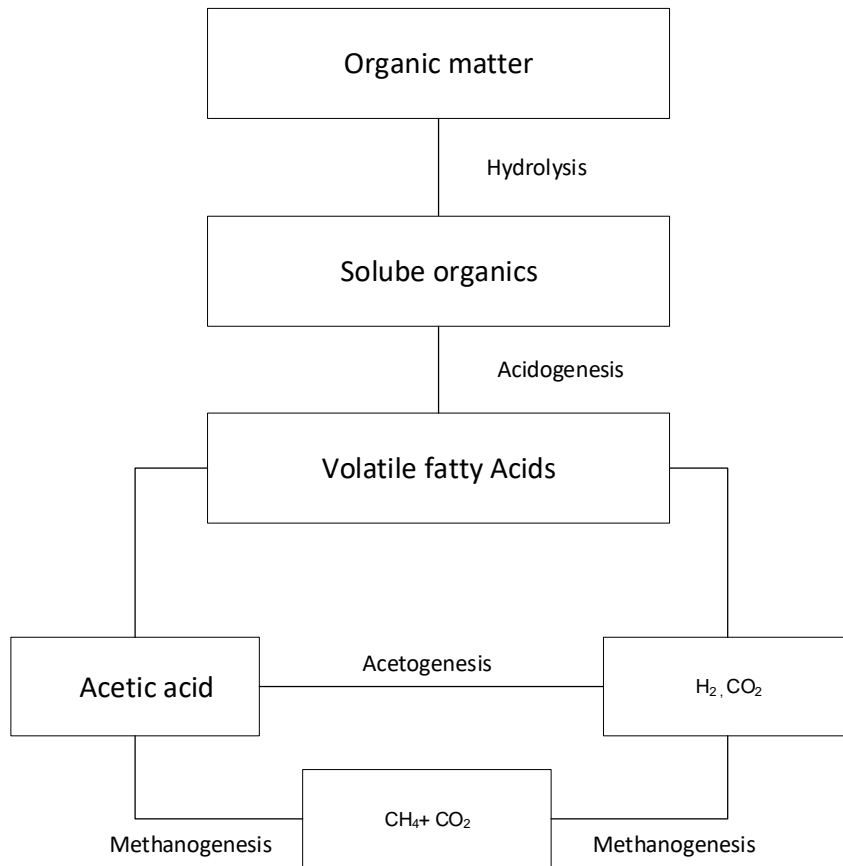 Organic matter
Hydrolysis
Solube organics
Acidogenesis
Volatile fatty Acids
Acetogenesis
Acetic acid
H₂ , CO₂
CH₄+ CO₂
Methanogenesis
Methanogenesis